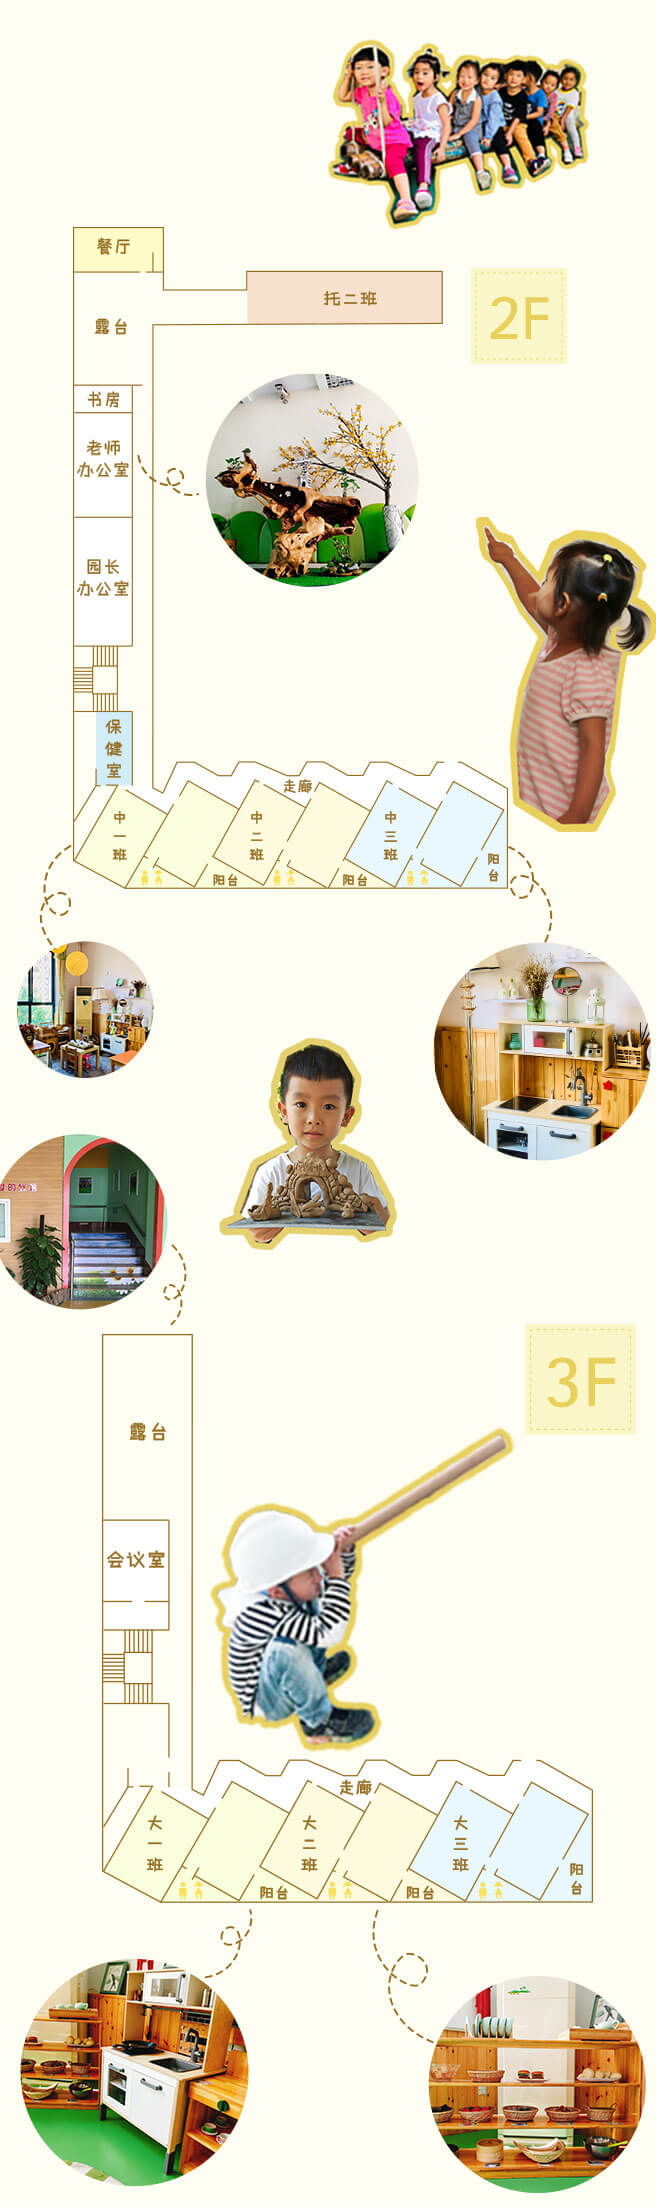 餐厅
托二班
2F
露台
书房
老师
办公室
园长
办公室
保健室
走廊
中一班
中二班
中三班
阳台
阳台
阳台
3F
露台
会议室
走廊
大一班
大二班
大三班
阳台
阳台
阳台